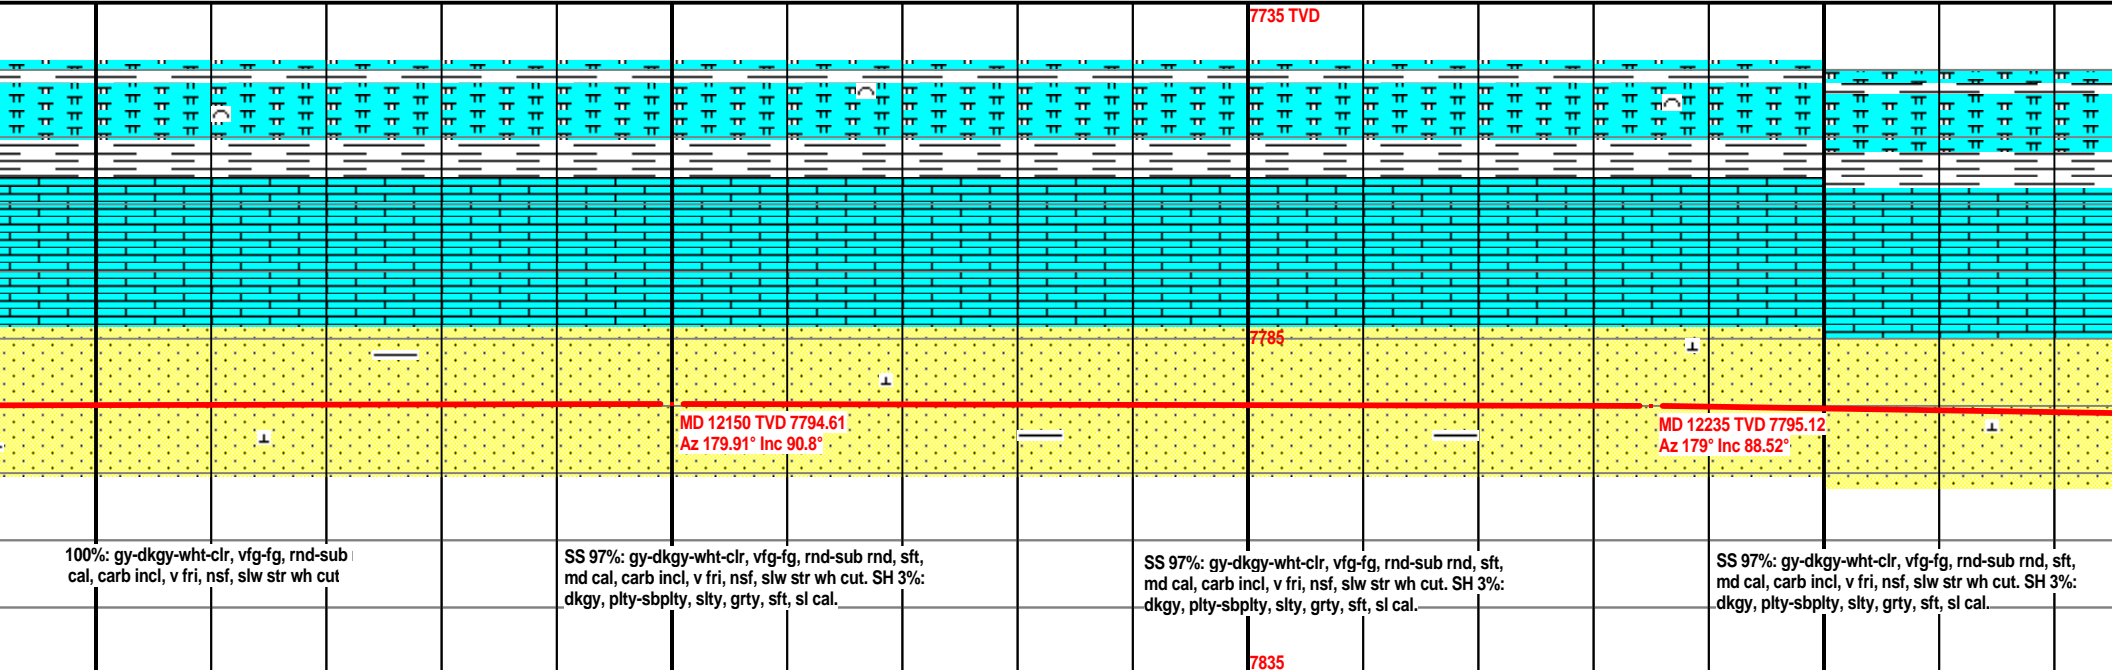 7735 TVD
7785
MD 12150 TVD 7794.61
Az 179.91° Inc 90.8°
MD 12235 TVD 7795.12
Az 179° Inc 88.52°
100%: gy-dkgy-wht-clr, vfg-fg, rnd-sub
cal, carb incl, v fri, nsf, slw str wh cut
SS 97%: gy-dkgy-wht-clr, vfg-fg, rnd-sub rnd, sft,
md cal, carb incl, v fri, nsf, slw str wh cut. SH 3%:
dkgy, plty-sbplty, slty, grty, sft, sl cal.
SS 97%: gy-dkgy-wht-clr, vfg-fg, rnd-sub rnd, sft,
md cal, carb incl, v fri, nsf, slw str wh cut. SH 3%:
dkgy, plty-sbplty, slty, grty, sft, sl cal.
SS 97%: gy-dkgy-wht-clr, vfg-fg, rnd-sub rnd, sft,
md cal, carb incl, v fri, nsf, slw str wh cut. SH 3%:
dkgy, plty-sbplty, slty, grty, sft, sl cal.
7835